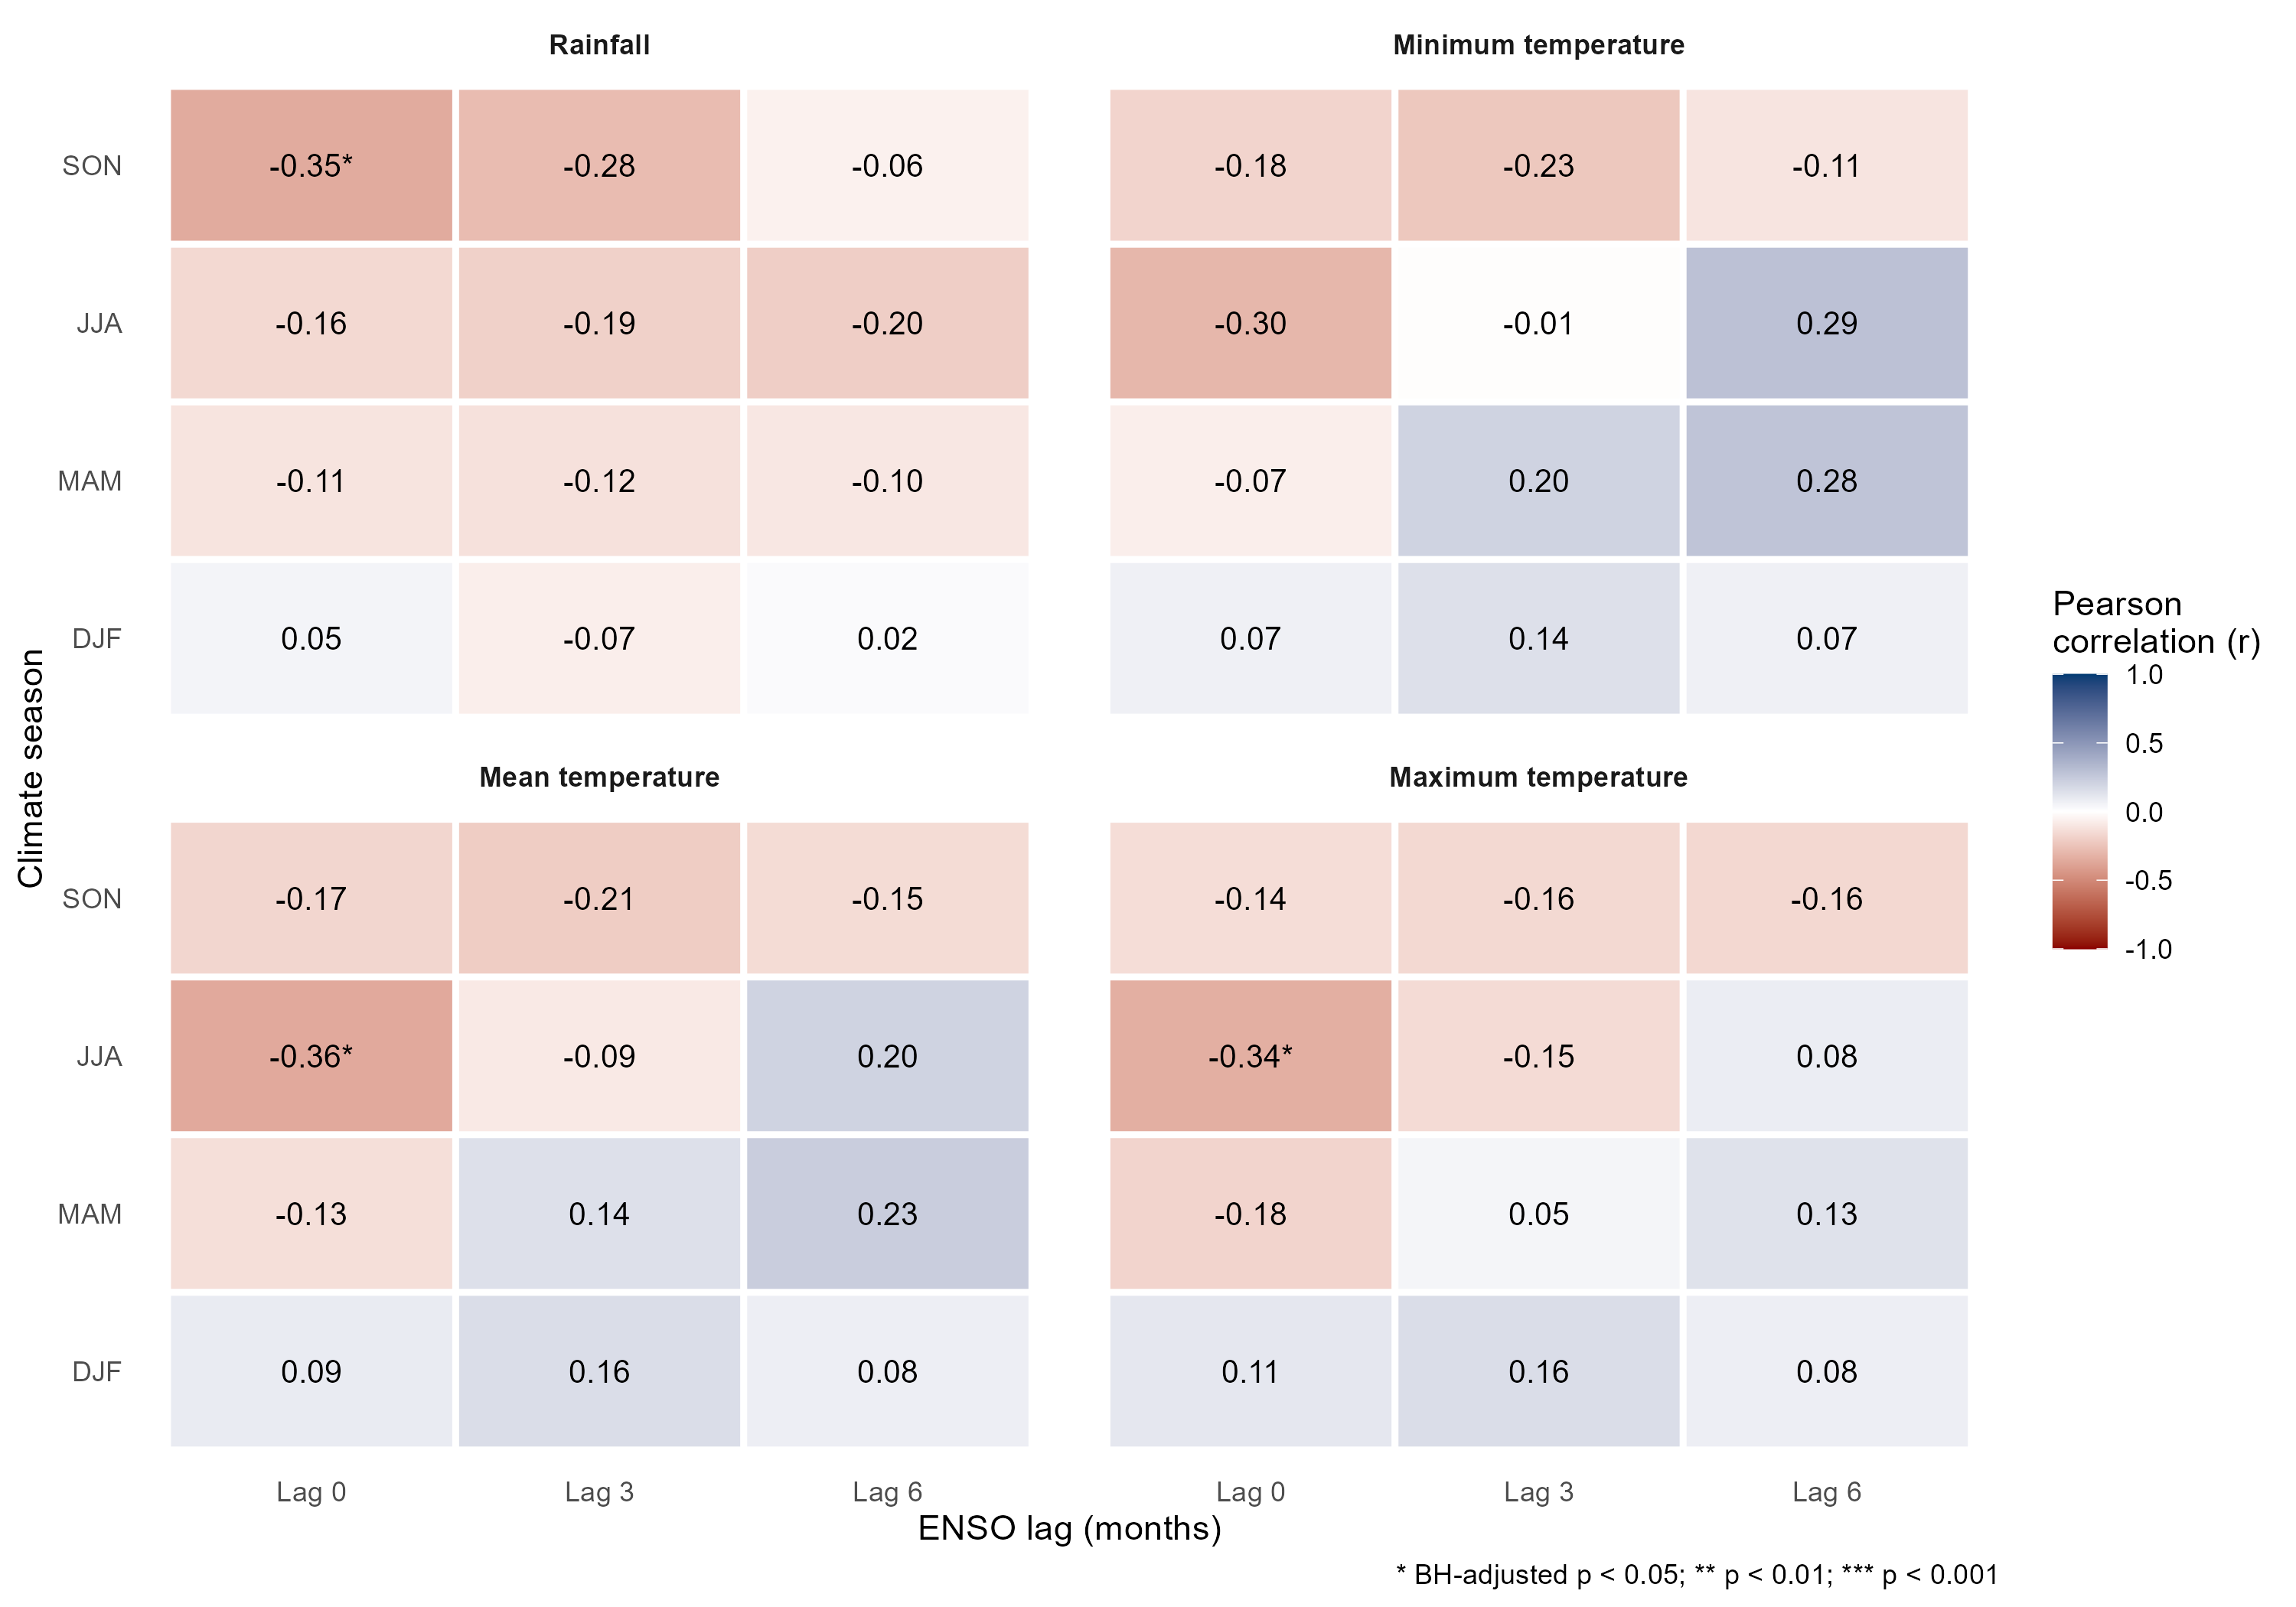 Rainfall
Minimum temperature
SON -0.35* -0.28 -0.06 -0.18 -0.23 -0.11
JJA -0.16 -0.19 -0.20 -0.30 -0.01 0.29
MAM -0.11 -0.12 -0.10 -0.07 0.20 0.28
DJF 0.05 -0.07 0.02 0.07 0.14 0.07
Mean temperature
Maximum temperature
SON -0.17 -0.21 -0.15 -0.14 -0.16 -0.16
JJA -0.36* -0.09 0.20 -0.34* -0.15 0.08
MAM -0.13 0.14 0.23 -0.18 0.05 0.13
DJF 0.09 0.16 0.08 0.11 0.16 0.08
Lag 0 Lag 3 Lag 6 Lag 0 Lag 3 Lag 6
ENSO lag (months)
Climate season
Pearson
correlation (r)
1.0
0.5
0.0
-0.5
-1.0
* BH-adjusted p < 0.05; ** p < 0.01; *** p < 0.001